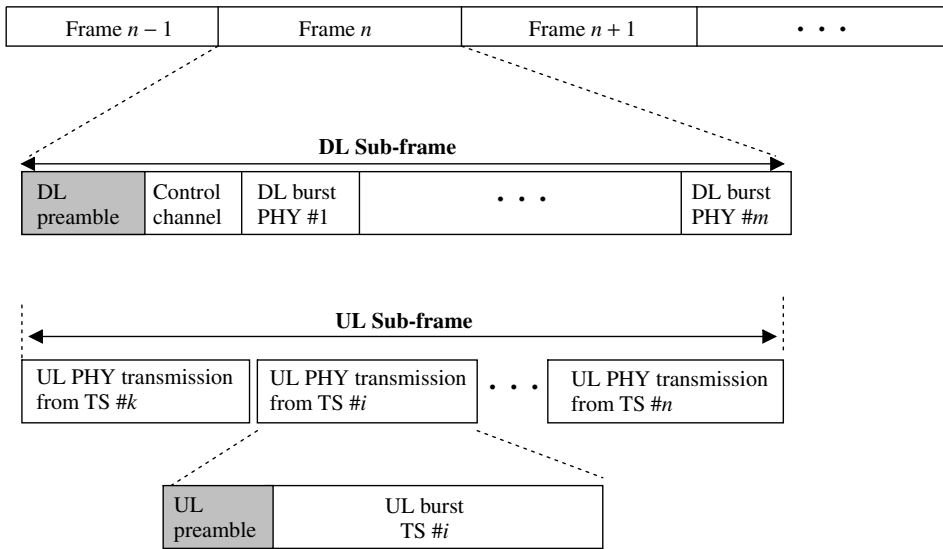 Frame n − 1
Frame n
Frame n + 1
· · ·
DL Sub-frame
DL
preamble
Control
channel
DL burst
PHY #1
· · ·
DL burst
PHY #m
UL Sub-frame
UL PHY transmission
from TS #k
UL PHY transmission
from TS #i
· · ·
UL PHY transmission
from TS #n
UL
preamble
UL burst
TS #i